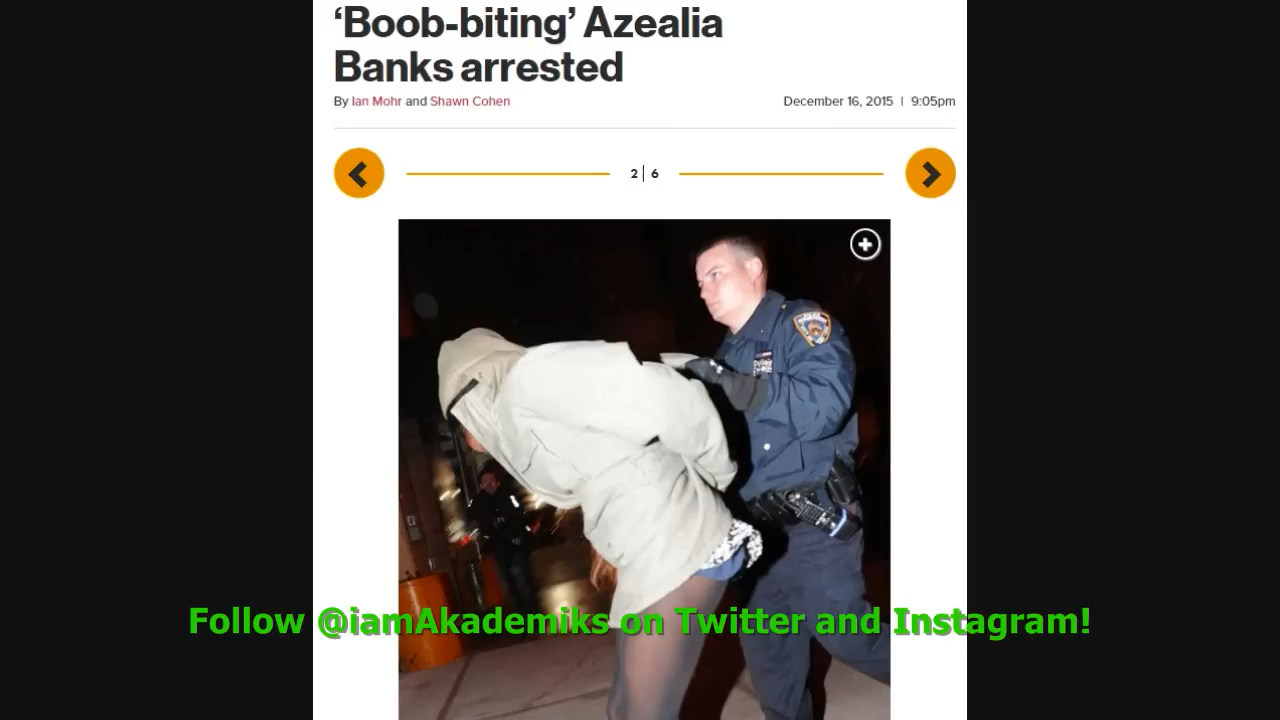 ‘Boob-biting’ Azealia
Banks arrested
By Ian Mohr and Shawn Cohen
December 16, 2015 | 9:05pm
2 | 6
Follow @iamAkademiks on Twitter and Instagram!